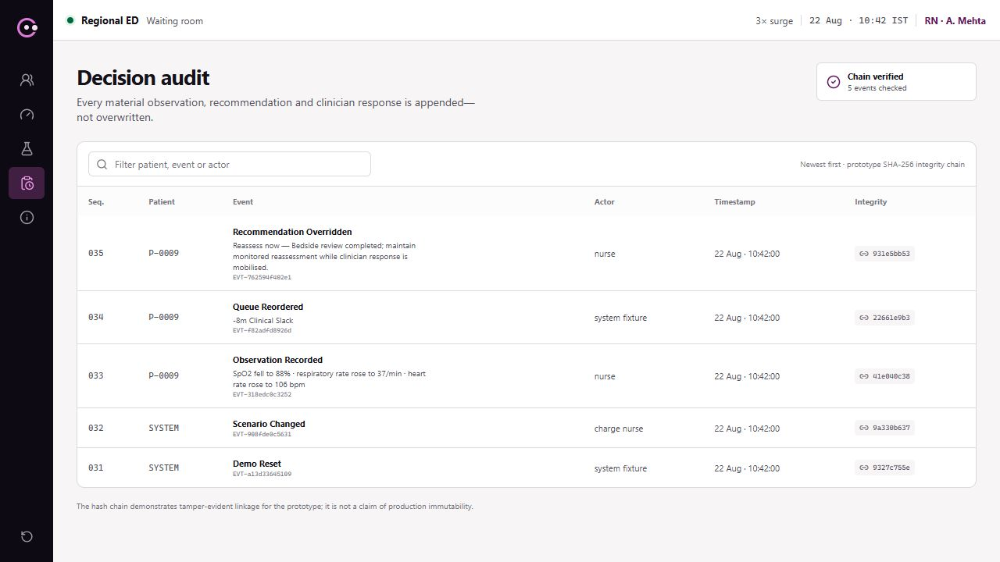 Regional ED Waiting room
3× surge 22 Aug · 10:42 IST RN · A. Mehta
Decision audit
Every material observation, recommendation and clinician response is appended—
not overwritten.
Chain verified
5 events checked
Filter patient, event or actor
Newest first · prototype SHA-256 integrity chain
Seq. Patient Event Actor Timestamp Integrity
035 P-0009 Recommendation Overridden nurse 22 Aug · 10:42:00 931e5bb53
Reassess now — Bedside review completed; maintain
monitored reassessment while clinician response is
mobilised.
EVT-762594f402e1
034 P-0009 Queue Reordered system fixture 22 Aug · 10:42:00 22661e9b3
-8m Clinical Slack
EVT-f82adfd8926d
033 P-0009 Observation Recorded nurse 22 Aug · 10:42:00 41e040c38
SpO2 fell to 88% · respiratory rate rose to 37/min · heart
rate rose to 106 bpm
EVT-318edc0c3252
032 SYSTEM Scenario Changed charge nurse 22 Aug · 10:42:00 9a330b637
EVT-908fde0c5631
031 SYSTEM Demo Reset system fixture 22 Aug · 10:42:00 9327c755e
EVT-a13d33645109
The hash chain demonstrates tamper-evident linkage for the prototype; it is not a claim of production immutability.